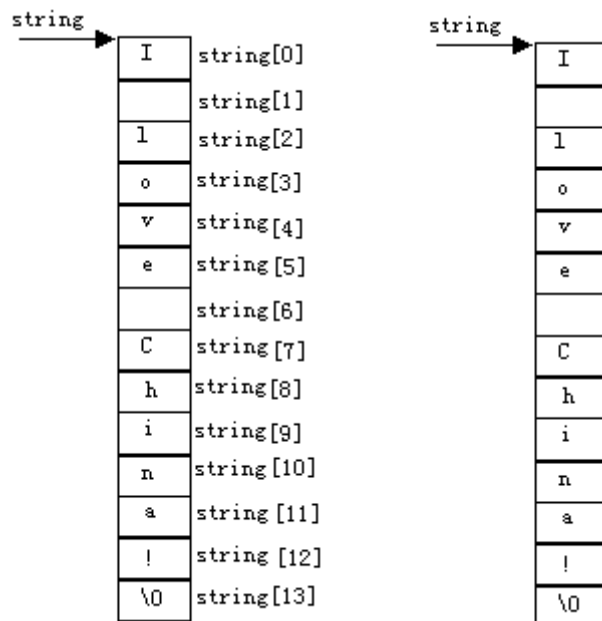 string string
I string[0] I
string[1]
l string[2] l
o string[3] o
v string[4] v
e string[5] e
string[6]
C string[7] C
h string[8] h
i string[9] i
n string[10] n
a string[11] a
! string[12] !
\0 string[13] \0